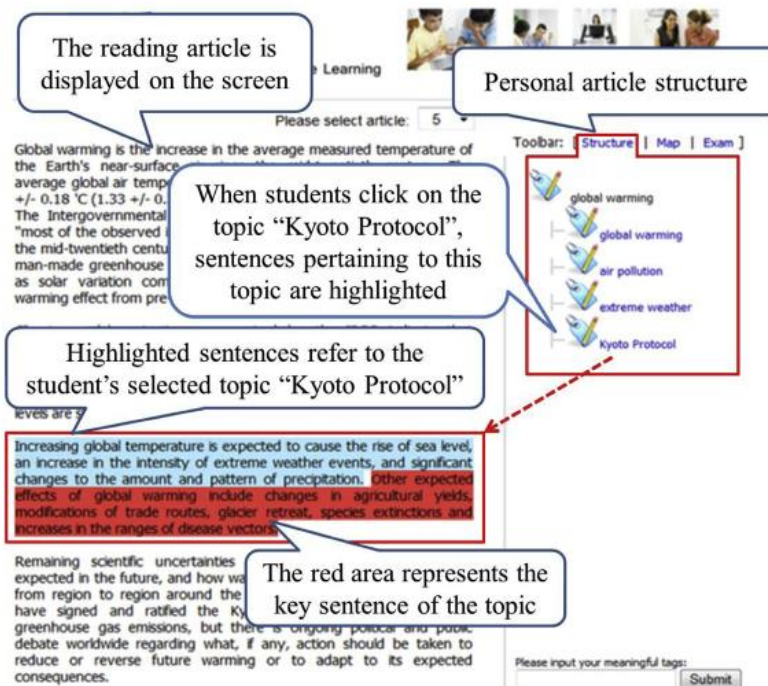 The reading article is
displayed on the screen
Learning
Personal article structure
Please select article: 5
Toolbar: [ Structure | Map | Exam ]
Global warming is the increase in the average measured temperature of
the Earth's near-surface
average global air
+/- 0.18 °C (1.33 +/- 0.
The Intergovernmental
"most of the observed
the mid-twentieth
man-made greenhouse
as solar variation
warming effect from
When students click on the
topic “Kyoto Protocol”,
sentences pertaining to this
topic are highlighted
global warming
global warming
air pollution
extreme weather
Kyoto Protocol
Highlighted sentences refer to the
student’s selected topic “Kyoto Protocol”
levels are
Increasing global temperature is expected to cause the rise of sea level,
an increase in the intensity of extreme weather events, and significant
changes to the amount and pattern of precipitation. Other expected
effects of global warming include changes in agricultural yields,
modifications of trade routes, glacier retreat, species extinctions and
increases in the ranges of disease vectors.
Remaining scientific uncertainties
expected in the future, and how
from region to region around the
have signed and ratified the
greenhouse gas emissions, but there is ongoing political and public
debate worldwide regarding what, if any, action should be taken to
reduce or reverse future warming or to adapt to its expected
consequences.
The red area represents the
key sentence of the topic
Please input your meaningful tags:
Submit